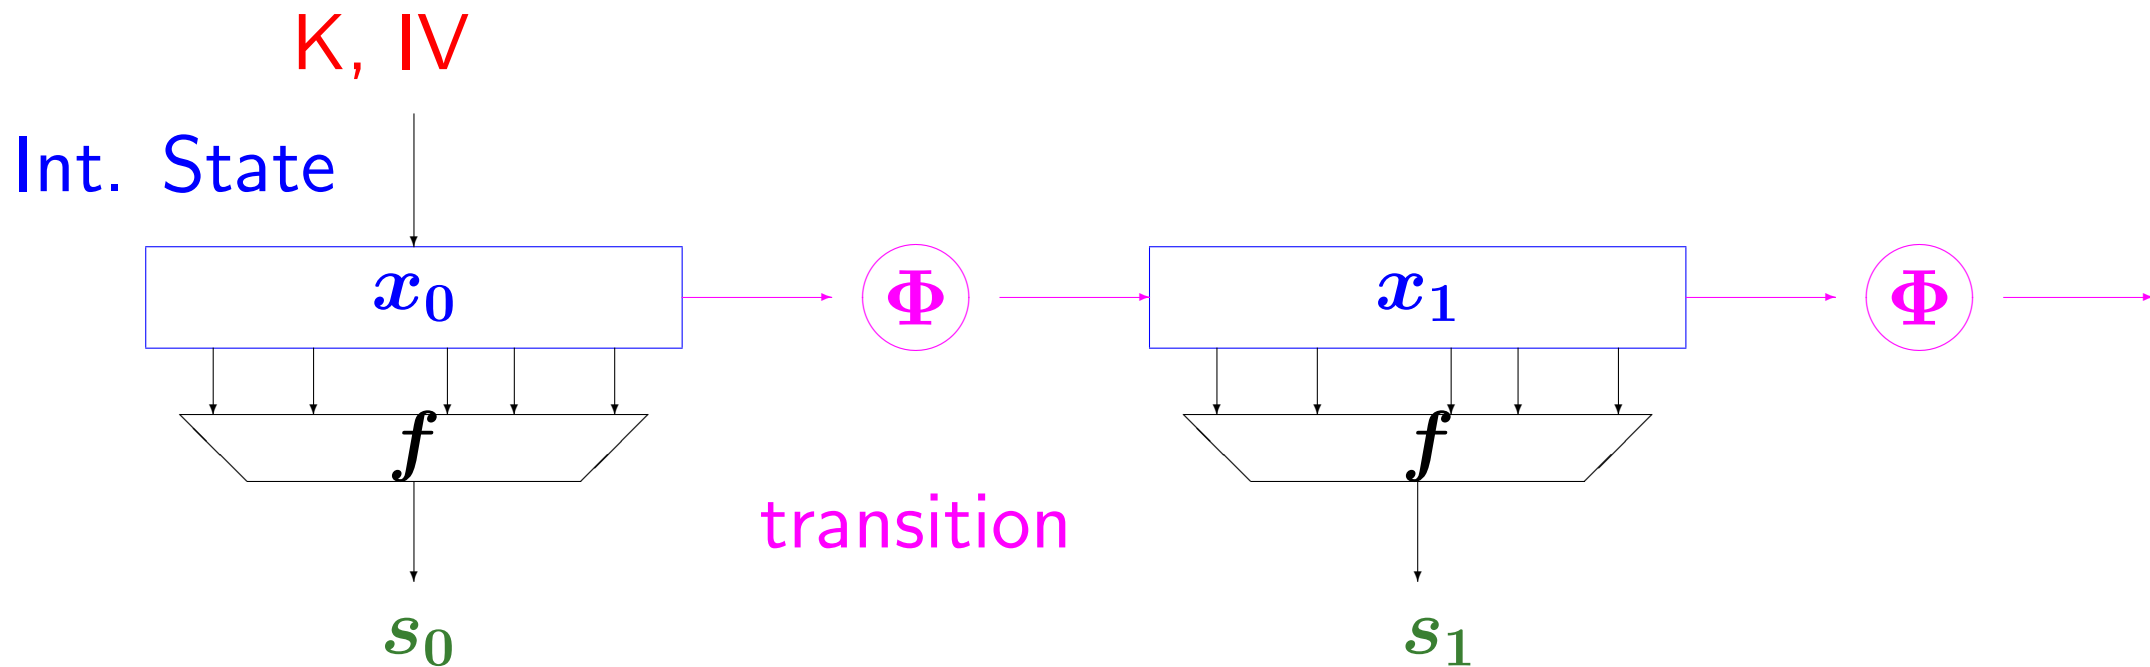 K, IV
Int. State
x₀ Φ x₁ Φ
f f
transition
s₀ s₁